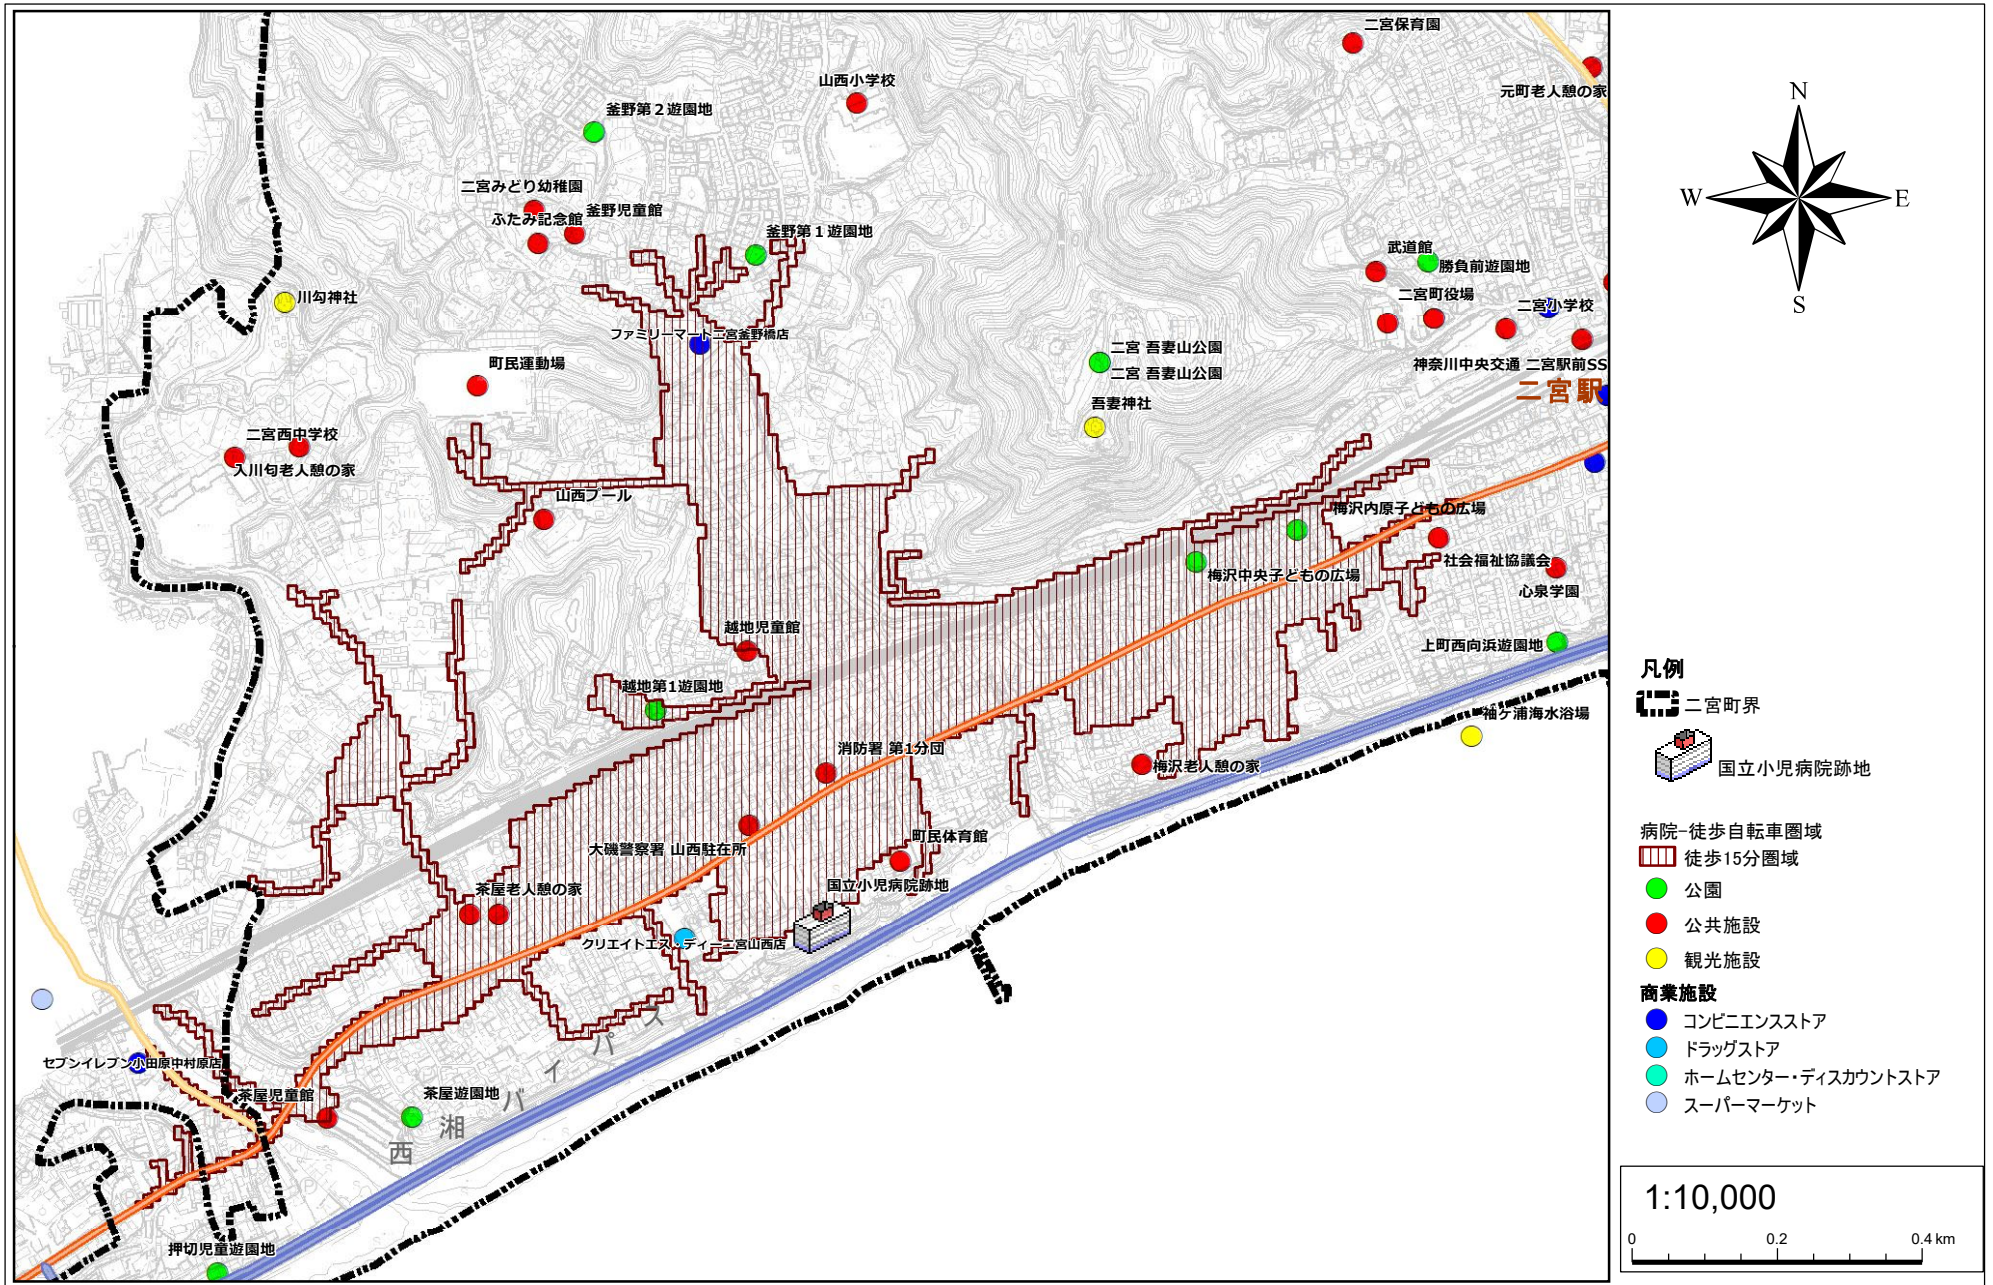 二宮保育園
山西小学校
元町老人憩の家
釜野第２遊園地
二宮みどり幼稚園
ふたみ記念館
釜野児童館
釜野第１遊園地
武道館
勝負前遊園地
川勾神社
二宮町役場
二宮小学校
ファミリーマート二宮釜野橋店
二宮 吾妻山公園
二宮 吾妻山公園
町民運動場
神奈川中央交通 二宮駅前SS
二宮駅
吾妻神社
二宮西中学校
入川匂老人憩の家
山西プール
梅沢内原子どもの広場
社会福祉協議会
梅沢中央子どもの広場
心泉学園
越地児童館
上町西向浜遊園地
越地第1遊園地
袖ケ浦海水浴場
消防署 第1分団
梅沢老人憩の家
町民体育館
大磯警察署 山西駐在所
国立小児病院跡地
茶屋老人憩の家
クリエイトエス・ディー二宮山西店
セブンイレブン小田原中村原店
茶屋児童館
茶屋遊園地
西湘バイパス
押切児童遊園地
N
W
E
S
凡例
二宮町界
国立小児病院跡地
病院-徒歩自転車圏域
徒歩15分圏域
公園
公共施設
観光施設
商業施設
コンビニエンスストア
ドラッグストア
ホームセンター・ディスカウントストア
スーパーマーケット
1:10,000
0 0.2 0.4 km